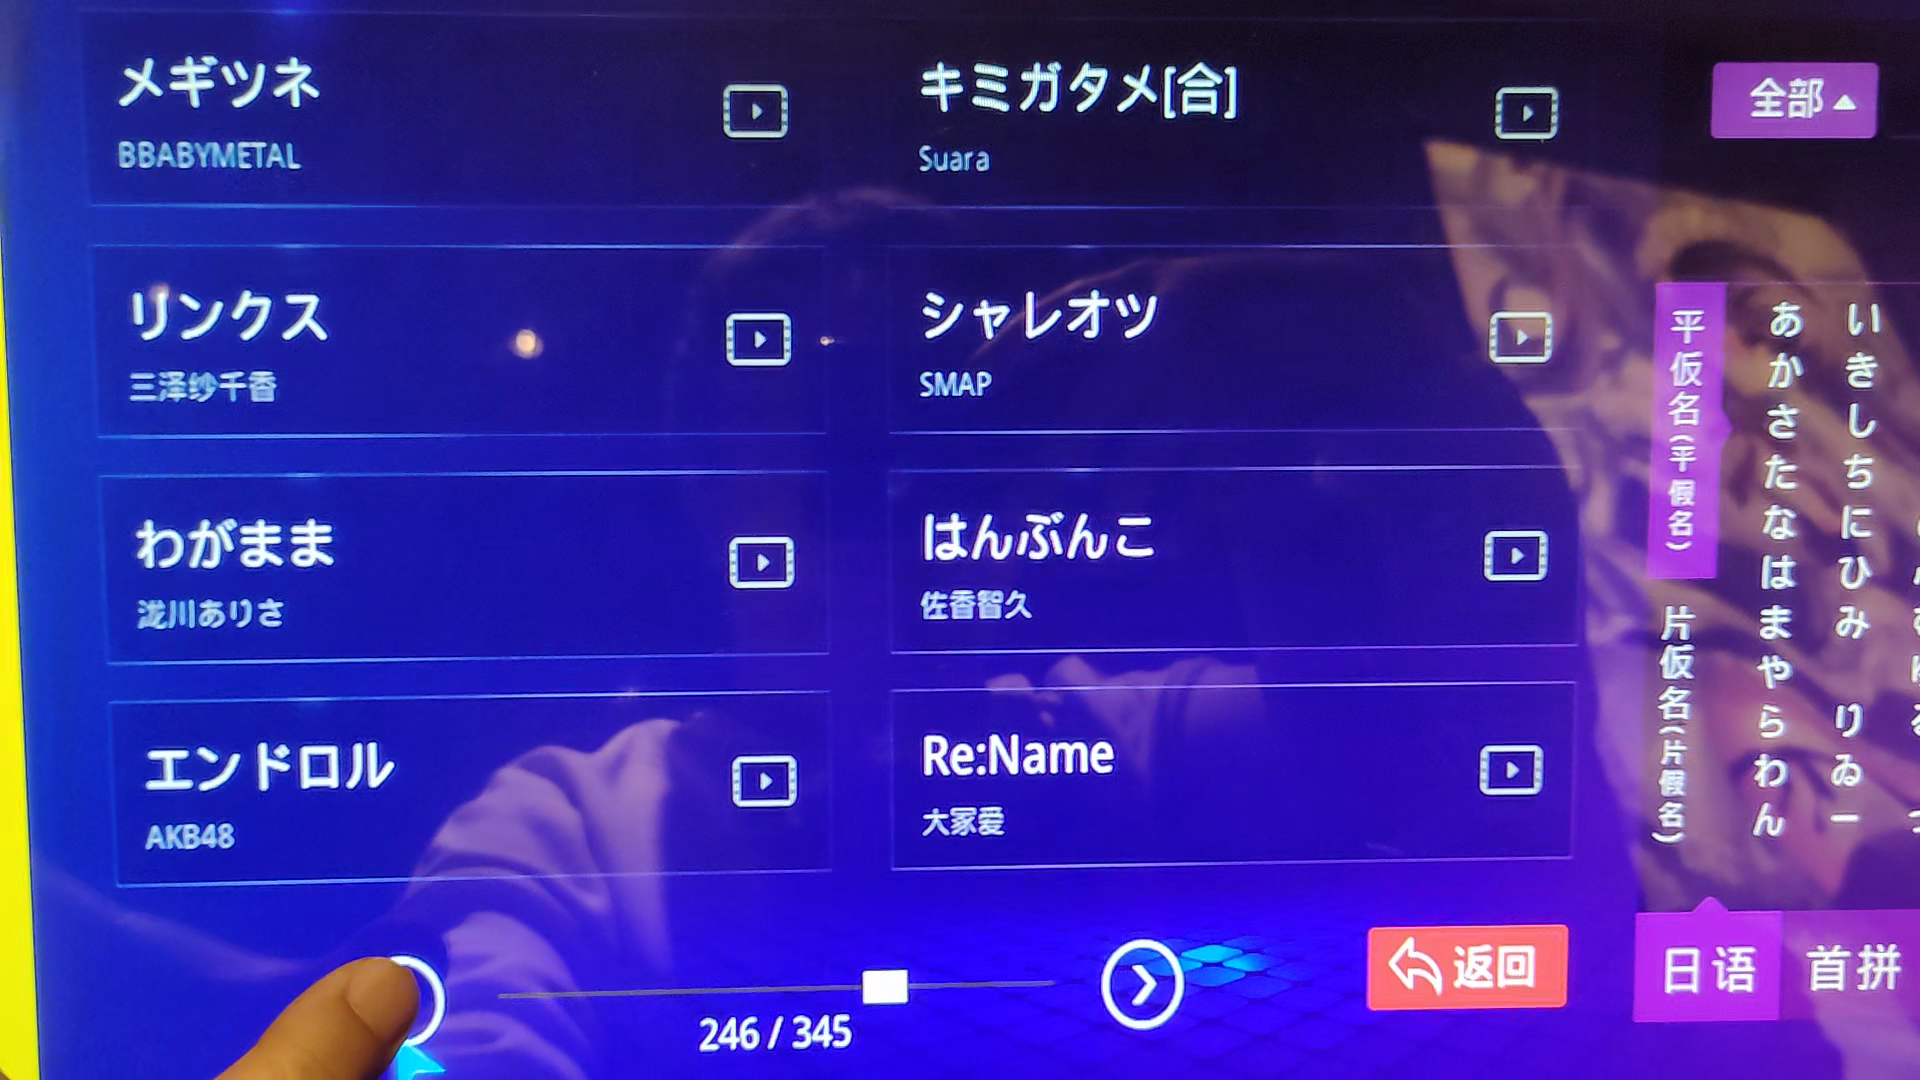 メギツネ
BBABYMETAL
キミガタメ[合]
Suara
リンクス
三泽纱千香
シャレオツ
SMAP
わがまま
泷川ありさ
はんぶんこ
佐香智久
エンドロル
AKB48
Re:Name
大冢爱
246 / 345
返回
全部
平仮名(平假名)
片仮名(片假名)
あかさたなはまやらわん
いきしちにひみ りゐー
日语
首拼